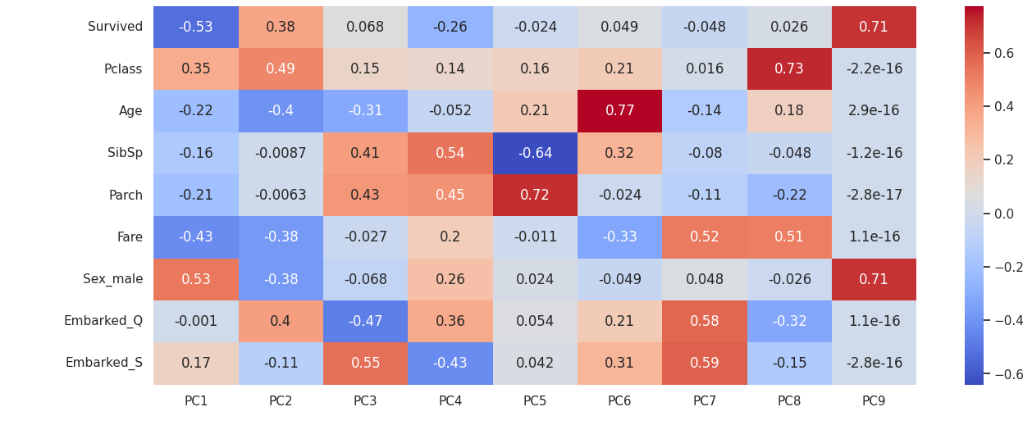 Survived -0.53 0.38 0.068 -0.26 -0.024 0.049 -0.048 0.026 0.71
Pclass 0.35 0.49 0.15 0.14 0.16 0.21 0.016 0.73 -2.2e-16
Age -0.22 -0.4 -0.31 -0.052 0.21 0.77 -0.14 0.18 2.9e-16
SibSp -0.16 -0.0087 0.41 0.54 -0.64 0.32 -0.08 -0.048 -1.2e-16
Parch -0.21 -0.0063 0.43 0.45 0.72 -0.024 -0.11 -0.22 -2.8e-17
Fare -0.43 -0.38 -0.027 0.2 -0.011 -0.33 0.52 0.51 1.1e-16
Sex_male 0.53 -0.38 -0.068 0.26 0.024 -0.049 0.048 -0.026 0.71
Embarked_Q -0.001 0.4 -0.47 0.36 0.054 0.21 0.58 -0.32 1.1e-16
Embarked_S 0.17 -0.11 0.55 -0.43 0.042 0.31 0.59 -0.15 -2.8e-16
PC1 PC2 PC3 PC4 PC5 PC6 PC7 PC8 PC9
0.6
0.4
0.2
0.0
−0.2
−0.4
−0.6